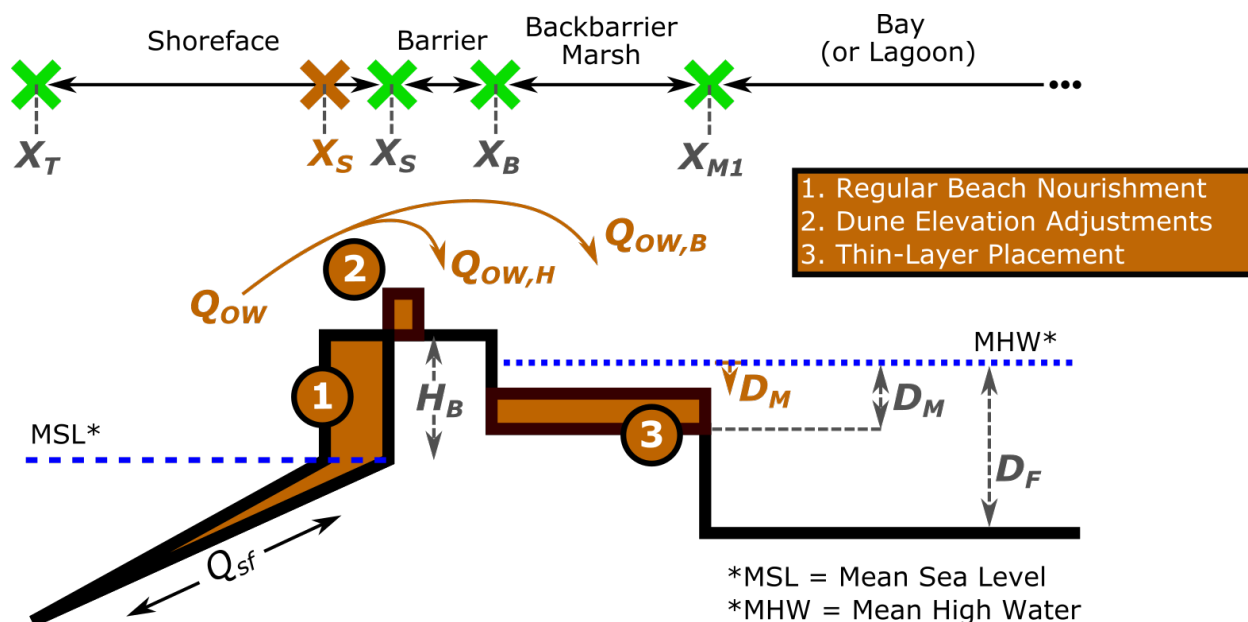 Shoreface
Barrier
Backbarrier
Marsh
Bay
(or Lagoon)
X_T
X_S
X_S
X_B
X_M1
1. Regular Beach Nourishment
2. Dune Elevation Adjustments
3. Thin-Layer Placement
Q_OW
Q_OW,H
Q_OW,B
2
1
3
H_B
MHW*
D_M
D_M
D_F
MSL*
Q_sf
*MSL = Mean Sea Level
*MHW = Mean High Water